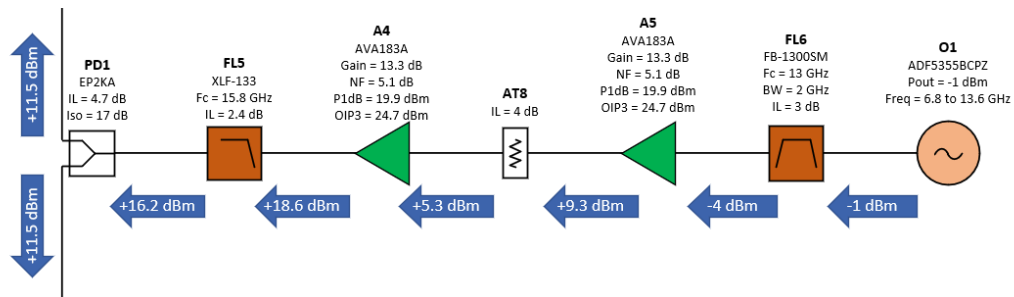 +11.5 dBm
+11.5 dBm
PD1
EP2KA
IL = 4.7 dB
Iso = 17 dB
FL5
XLF-133
Fc = 15.8 GHz
IL = 2.4 dB
A4
AVA183A
Gain = 13.3 dB
NF = 5.1 dB
P1dB = 19.9 dBm
OIP3 = 24.7 dBm
AT8
IL = 4 dB
A5
AVA183A
Gain = 13.3 dB
NF = 5.1 dB
P1dB = 19.9 dBm
OIP3 = 24.7 dBm
FL6
FB-1300SM
Fc = 13 GHz
BW = 2 GHz
IL = 3 dB
O1
ADF5355BCPZ
Pout = -1 dBm
Freq = 6.8 to 13.6 GHz
+16.2 dBm
+18.6 dBm
+5.3 dBm
+9.3 dBm
-4 dBm
-1 dBm